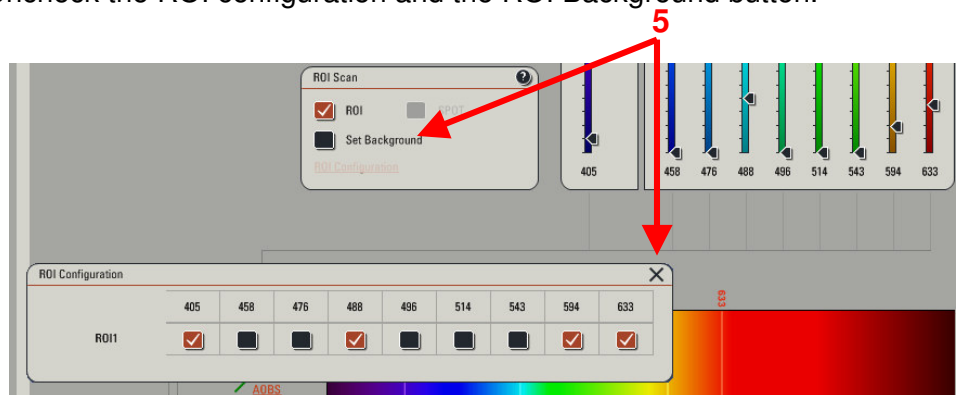 Uncheck the ROI configuration and the ROI Background button.
5
ROI Scan ?
ROI SPOT
Set Background
ROI Configuration
405 458 476 488 496 514 543 594 633
ROI Configuration
405 458 476 488 496 514 543 594 633
ROI1
633
AOBS